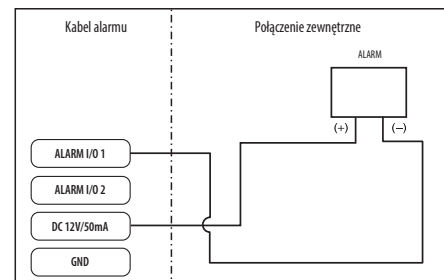 Kabel alarmu
Połączenie zewnętrzne
ALARM
(+) (−)
ALARM I/O 1
ALARM I/O 2
DC 12V/50mA
GND